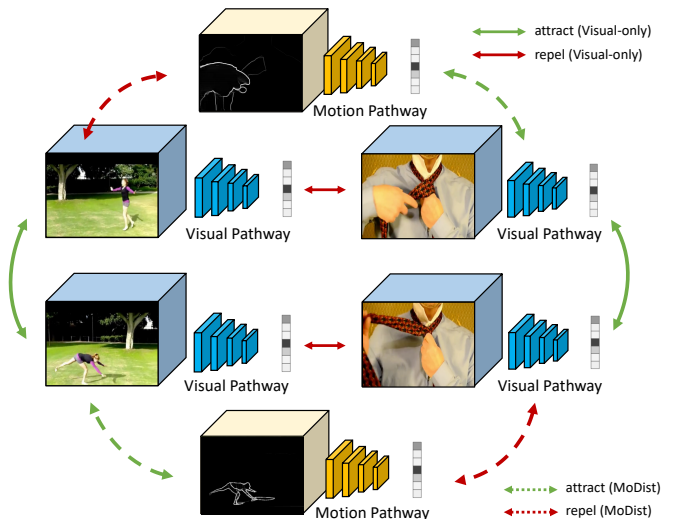 attract (Visual-only)
repel (Visual-only)
Motion Pathway
Visual Pathway
Visual Pathway
Visual Pathway
Visual Pathway
Motion Pathway
attract (MoDist)
repel (MoDist)